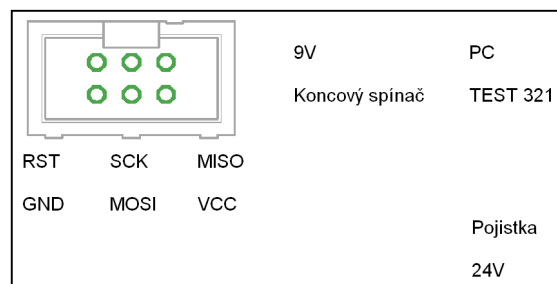 9V PC
Koncový spínač TEST 321
RST SCK MISO
GND MOSI VCC
Pojistka
24V